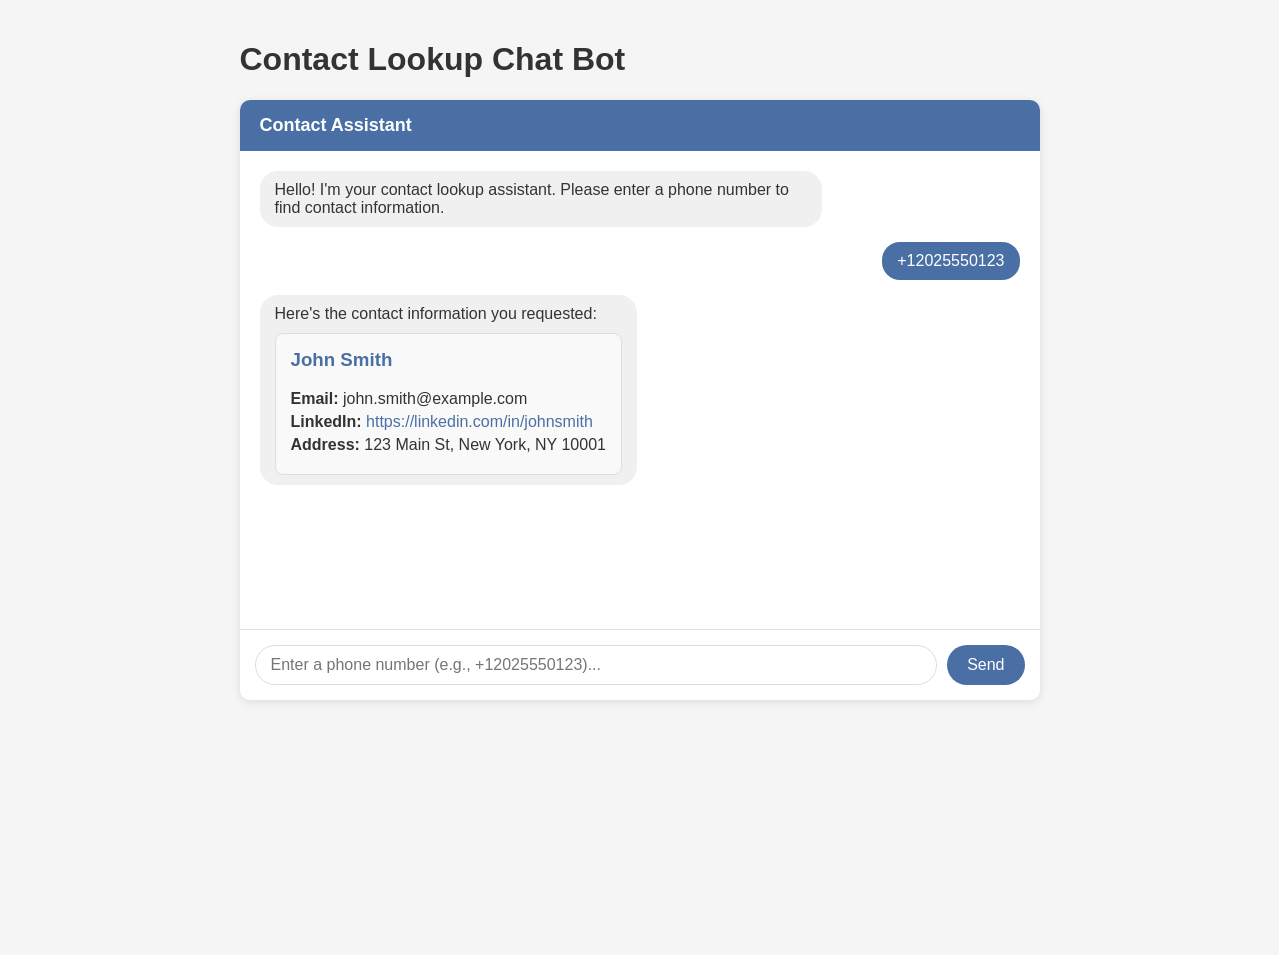 Contact Lookup Chat Bot
Contact Assistant
Hello! I'm your contact lookup assistant. Please enter a phone number to
find contact information.
+12025550123
Here's the contact information you requested:
John Smith
Email: john.smith@example.com
LinkedIn: https://linkedin.com/in/johnsmith
Address: 123 Main St, New York, NY 10001
Enter a phone number (e.g., +12025550123)...
Send